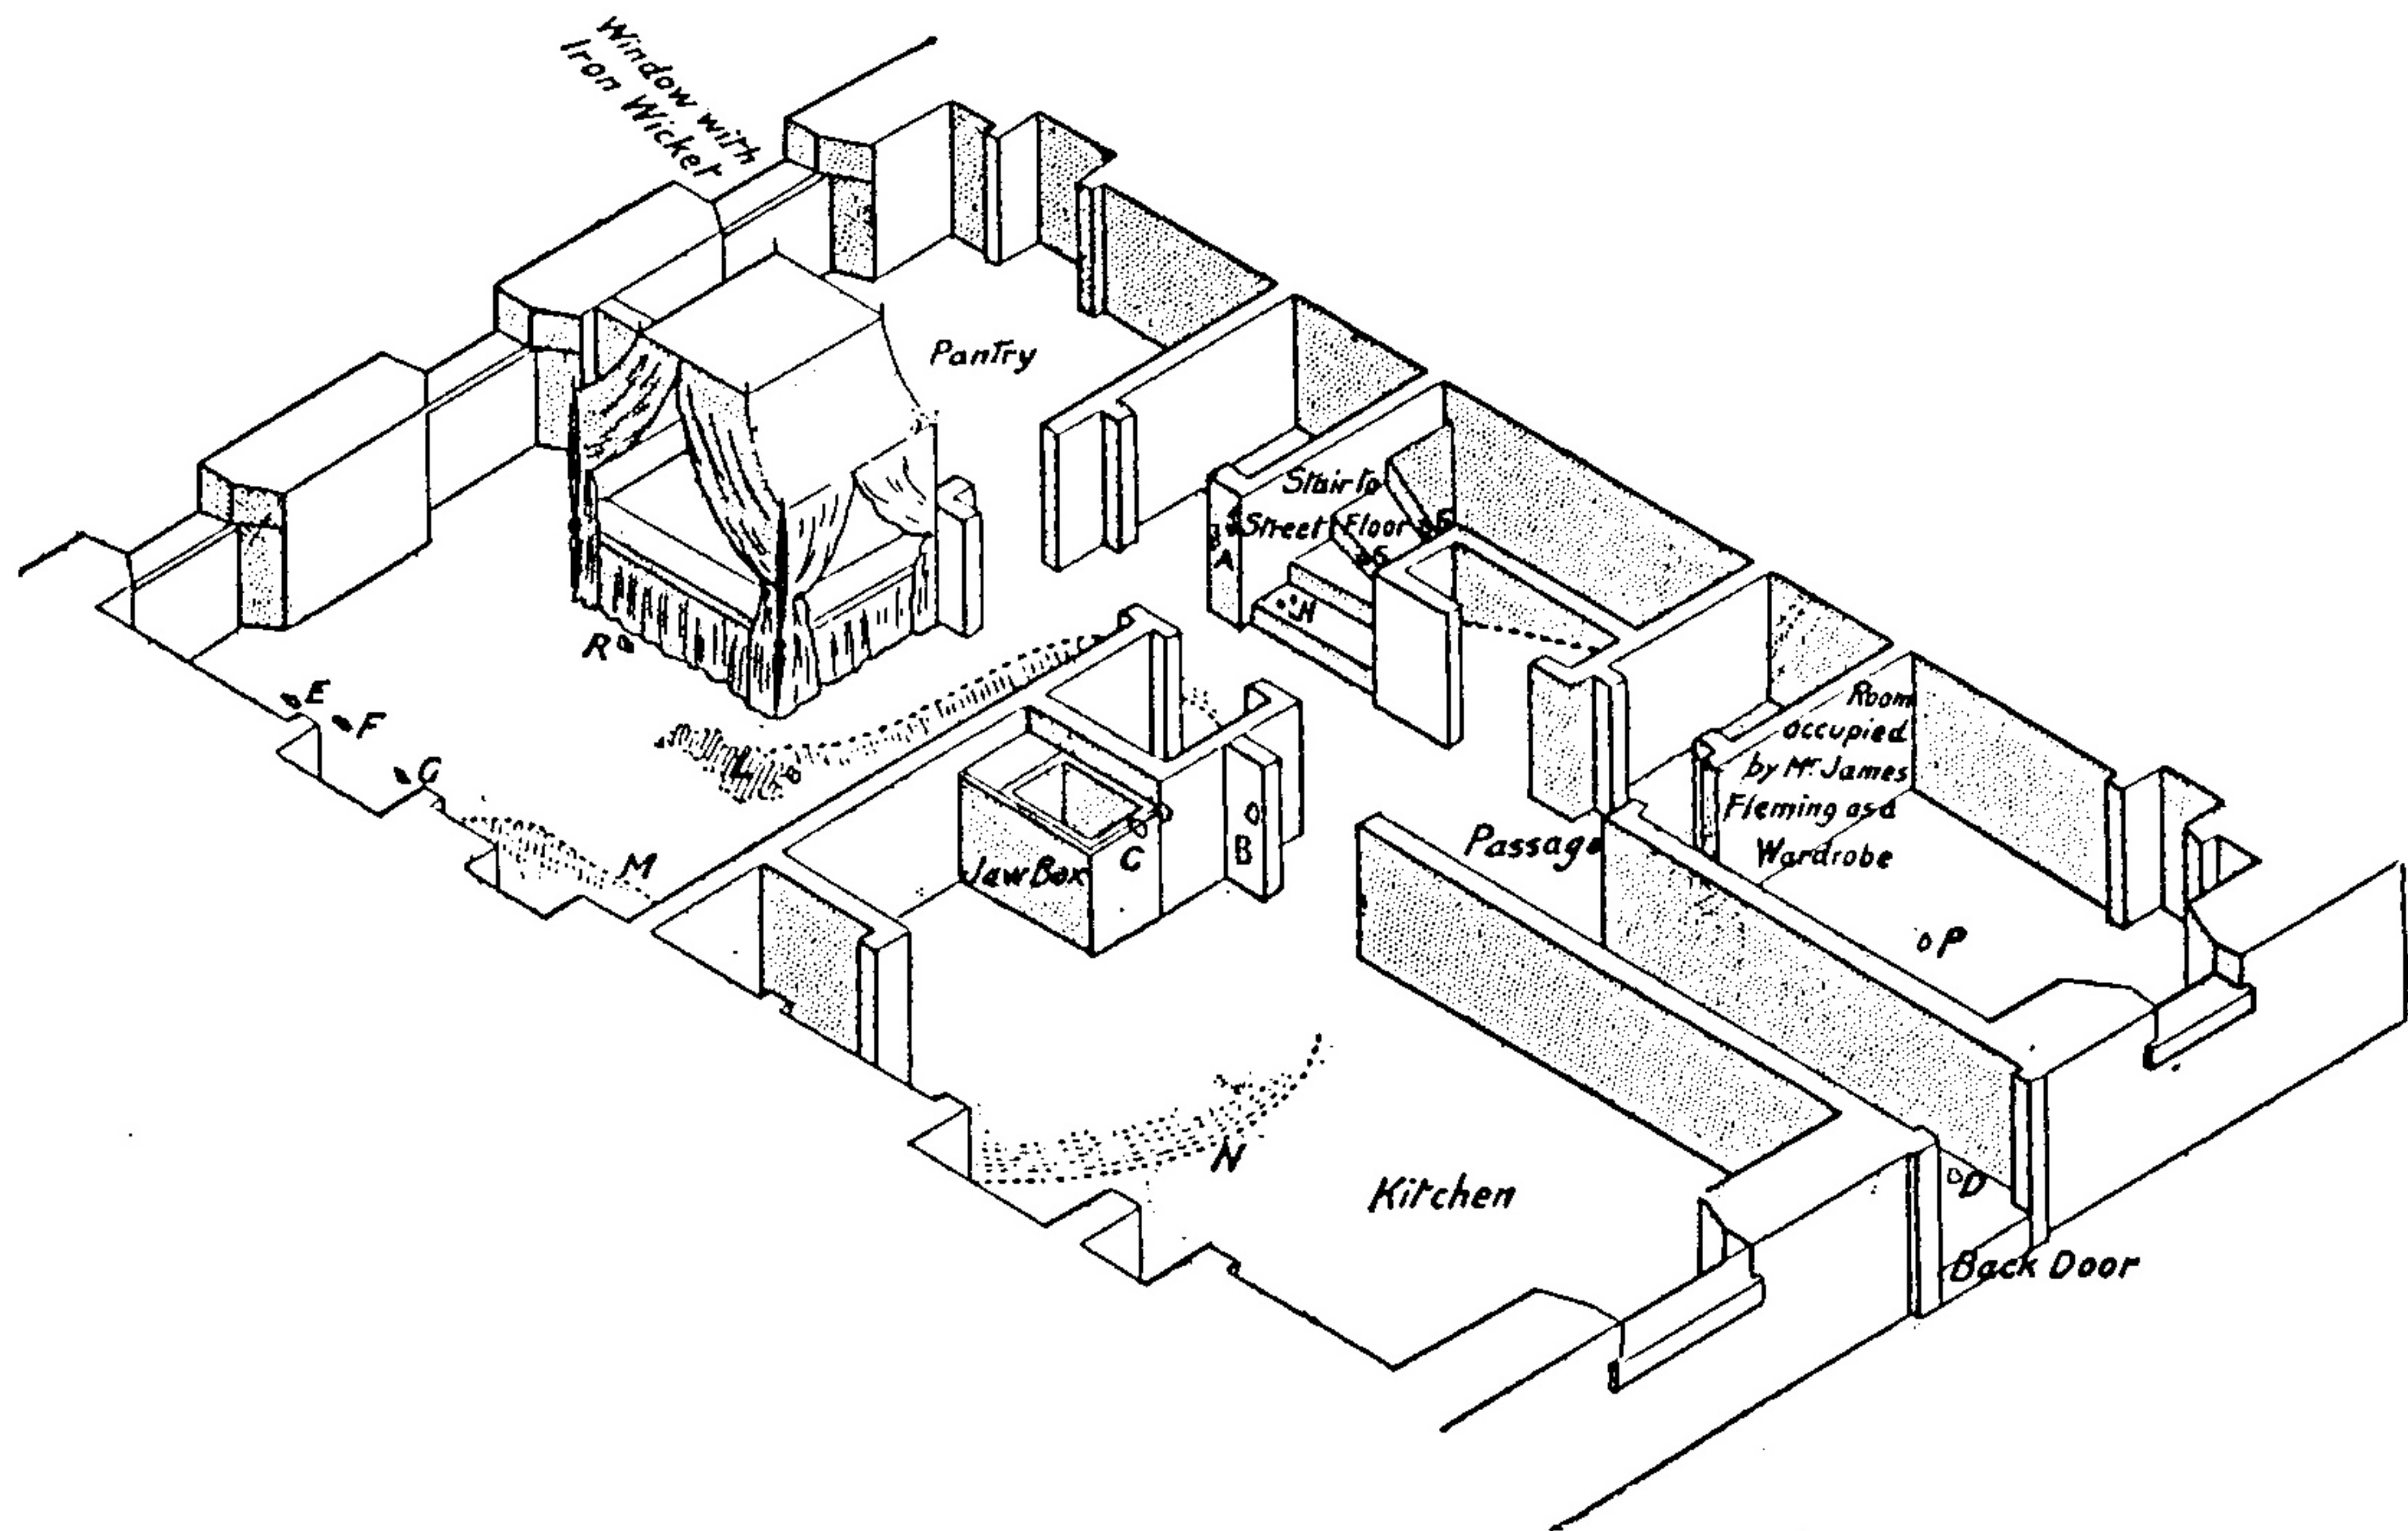 Window with
Iron Wicket
Pantry
Stair to
Street Floor
A
H
R
E
F
G
L
M
Jaw Box
C
B
Passage
Room
occupied
by Mr. James
Fleming as a
Wardrobe
P
N
Kitchen
D
Back Door